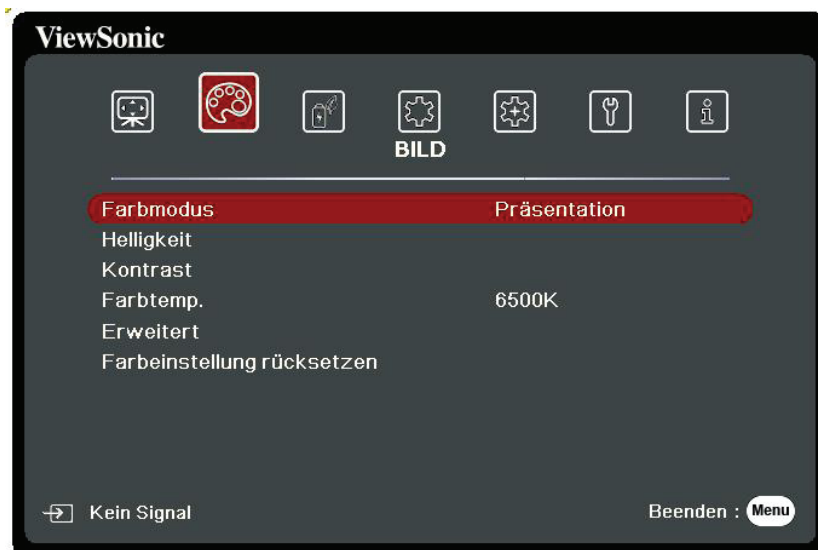 ViewSonic
BILD
Farbmodus Präsentation
Helligkeit
Kontrast
Farbtemp. 6500K
Erweitert
Farbeinstellung rücksetzen
Kein Signal Beenden : Menu